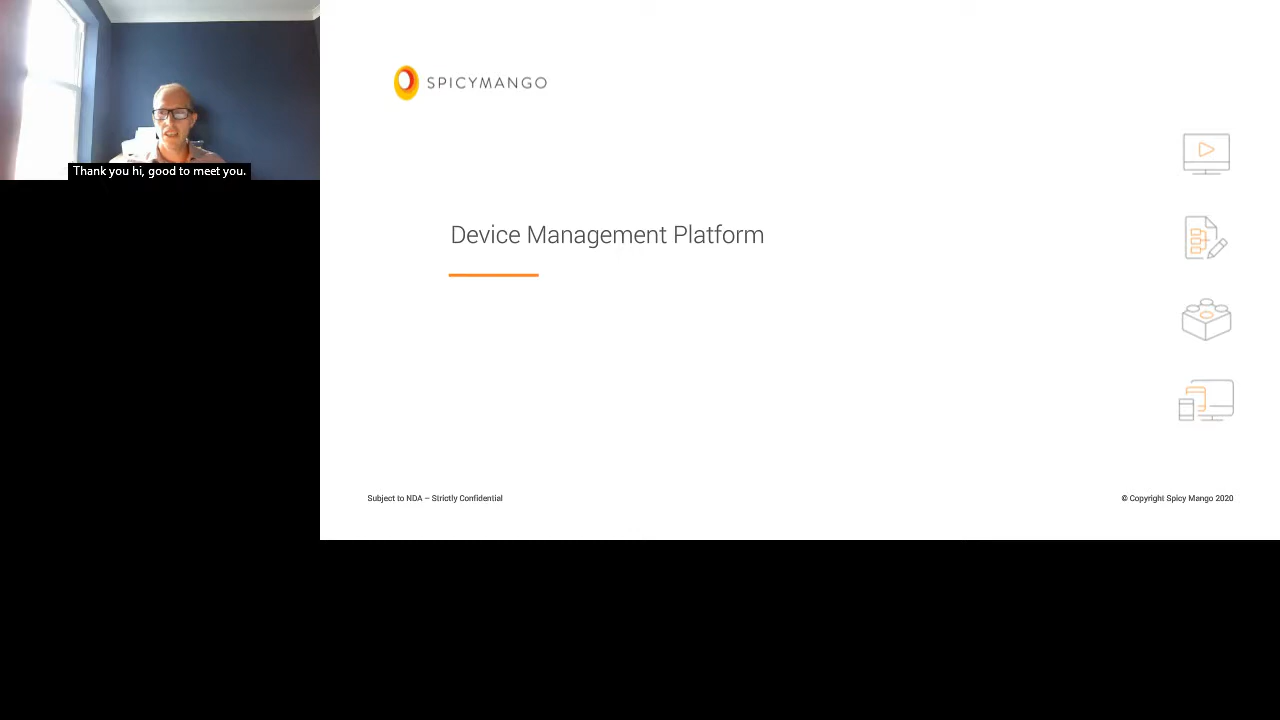 SPICYMANGO
Thank you hi, good to meet you.
Device Management Platform
Subject to NDA – Strictly Confidential
© Copyright Spicy Mango 2020